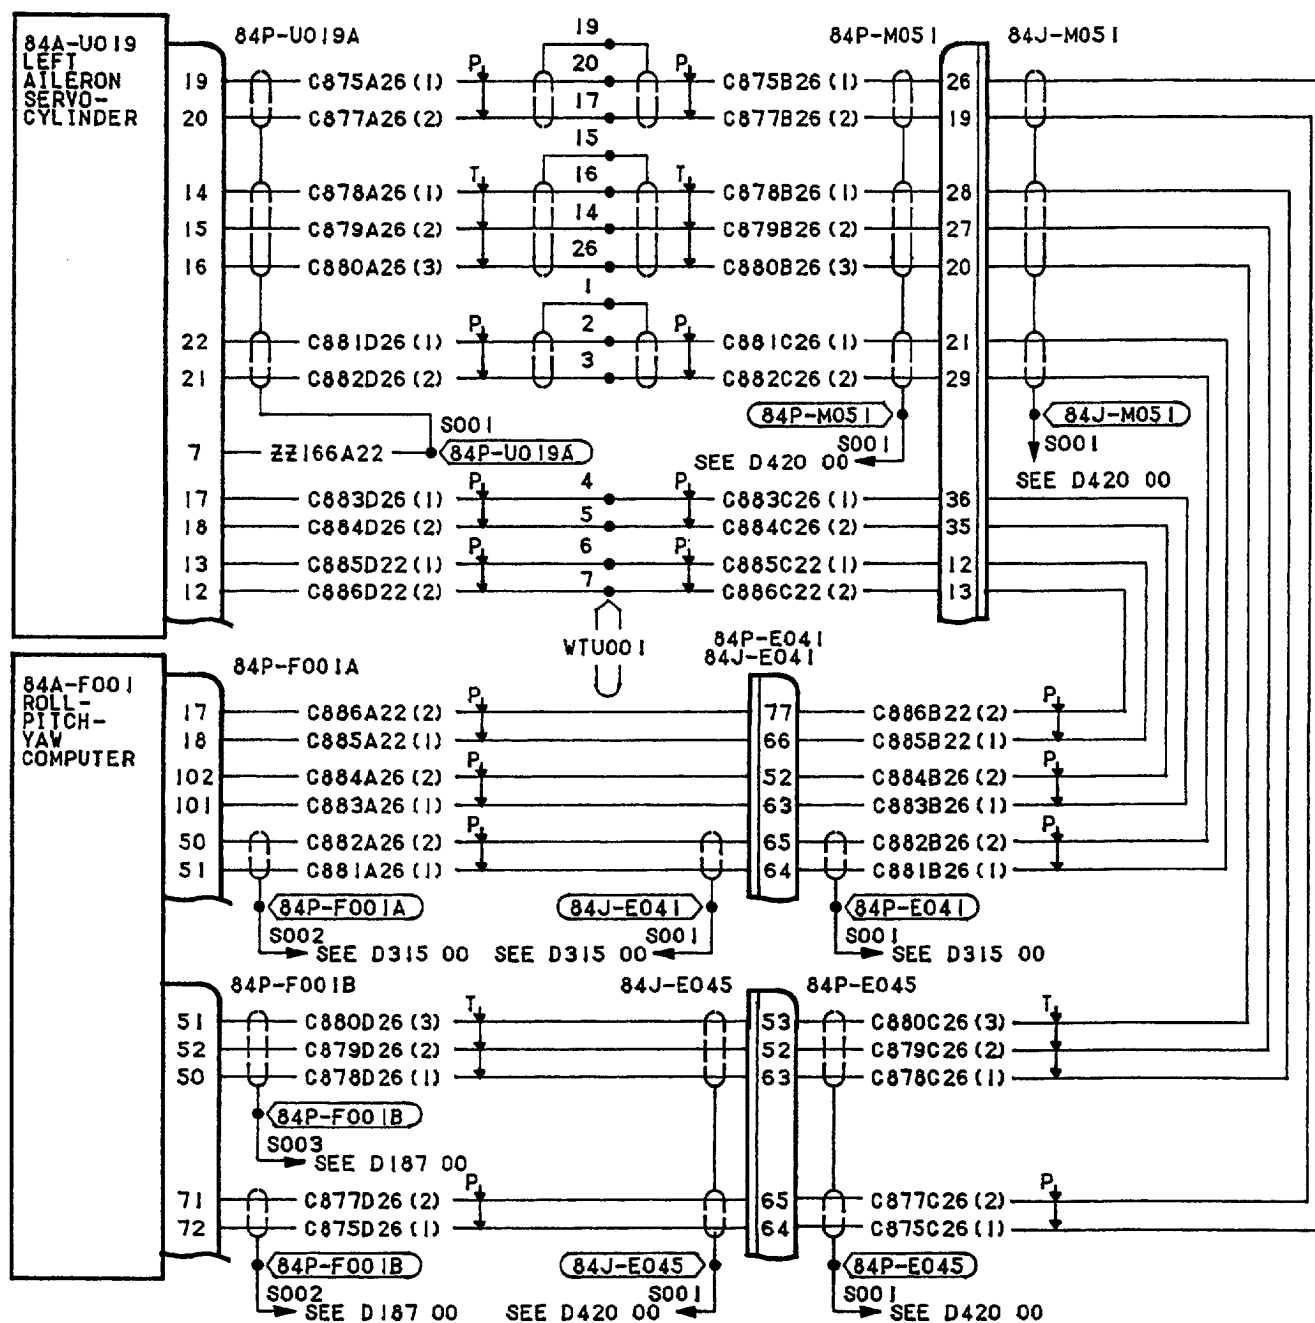 84A-U019
LEFT
AILERON
SERVO-
CYLINDER
84P-U019A
84P-M051
84J-M051
19
19 C875A26(1) P 20 P C875B26(1) 26
20 C877A26(2) 17 C877B26(2) 19
15
14 C878A26(1) T 16 T C878B26(1) 28
15 C879A26(2) 14 C879B26(2) 27
16 C880A26(3) 26 C880B26(3) 20
1
22 C881D26(1) P 2 P C881C26(1) 21
21 C882D26(2) 3 C882C26(2) 29
84P-M051 84J-M051
S001 S001 S001
7 ZZ166A22 84P-U019A SEE D420 00
SEE D420 00
17 C883D26(1) P 4 P C883C26(1) 36
18 C884D26(2) 5 C884C26(2) 35
13 C885D22(1) P 6 P C885C22(1) 12
12 C886D22(2) 7 C886C22(2) 13
WTU001
84P-E041
84J-E041
84P-F001A
84A-F001
ROLL-
PITCH-
YAW
COMPUTER
17 C886A22(2) P 77 C886B22(2) P
18 C885A22(1) 66 C885B22(1)
102 C884A26(2) P 52 C884B26(2) P
101 C883A26(1) 63 C883B26(1)
50 C882A26(2) P 65 C882B26(2) P
51 C881A26(1) 64 C881B26(1)
84P-F001A 84J-E041 84P-E041
S002 S001 S001
SEE D315 00 SEE D315 00 SEE D315 00
84P-F001B 84J-E045 84P-E045
51 C880D26(3) T 53 C880C26(3) T
52 C879D26(2) 52 C879C26(2)
50 C878D26(1) 63 C878C26(1)
84P-F001B
S003
SEE D187 00
71 C877D26(2) P 65 C877C26(2) P
72 C875D26(1) 64 C875C26(1)
84P-F001B 84J-E045 84P-E045
S002 S001 S001
SEE D187 00 SEE D420 00 SEE D420 00